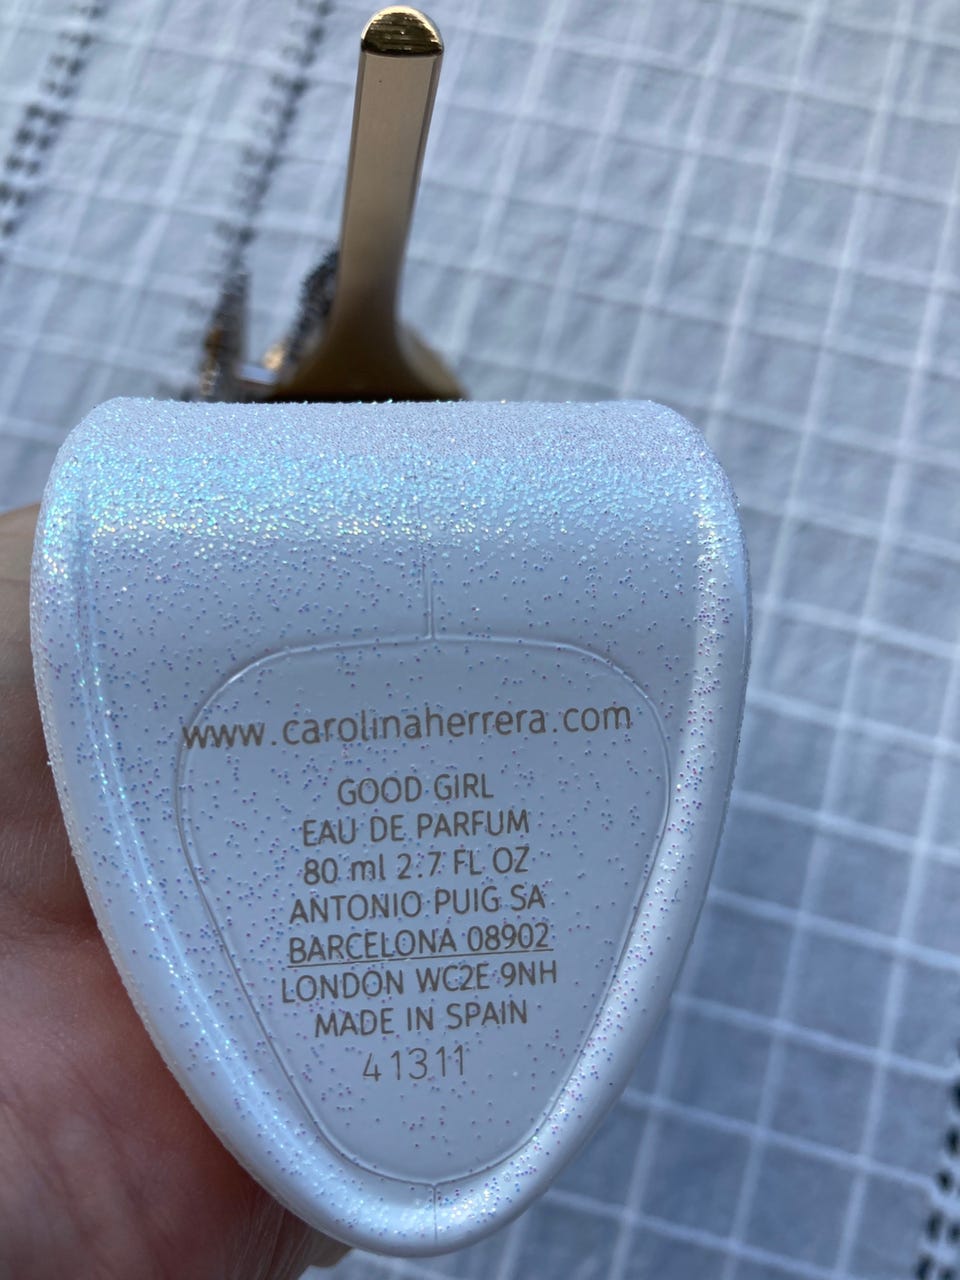 www.carolinaherrera.com
GOOD GIRL
EAU DE PARFUM
80 ml 2.7 FL OZ
ANTONIO PUIG SA
BARCELONA 08902
LONDON WC2E 9NH
MADE IN SPAIN
41311